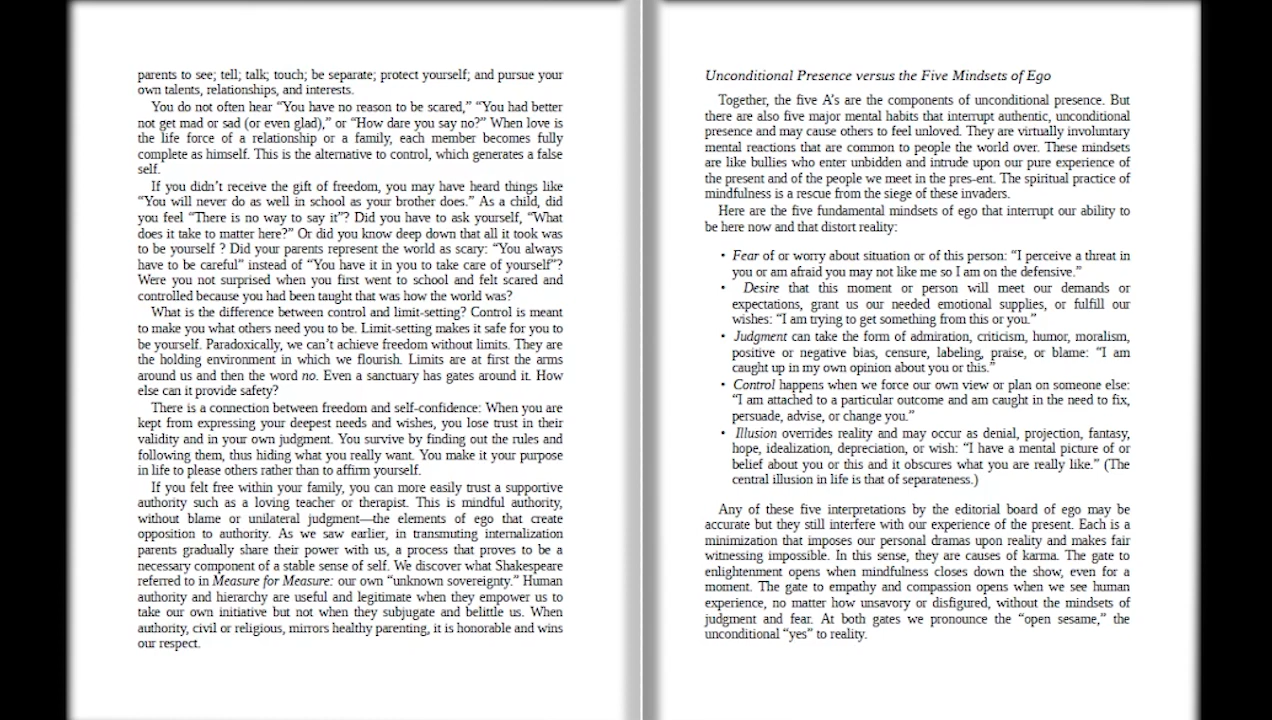 parents to see; tell; talk; touch; be separate; protect yourself; and pursue your
own talents, relationships, and interests.
You do not often hear “You have no reason to be scared,” “You had better
not get mad or sad (or even glad),” or “How dare you say no?” When love is
the life force of a relationship or a family, each member becomes fully
complete as himself. This is the alternative to control, which generates a false
self.
If you didn’t receive the gift of freedom, you may have heard things like
“You will never do as well in school as your brother does.” As a child, did
you feel “There is no way to say it”? Did you have to ask yourself, “What
does it take to matter here?” Or did you know deep down that all it took was
to be yourself ? Did your parents represent the world as scary: “You always
have to be careful” instead of “You have it in you to take care of yourself”?
Were you not surprised when you first went to school and felt scared and
controlled because you had been taught that was how the world was?
What is the difference between control and limit-setting? Control is meant
to make you what others need you to be. Limit-setting makes it safe for you to
be yourself. Paradoxically, we can’t achieve freedom without limits. They are
the holding environment in which we flourish. Limits are at first the arms
around us and then the word no. Even a sanctuary has gates around it. How
else can it provide safety?
There is a connection between freedom and self-confidence: When you are
kept from expressing your deepest needs and wishes, you lose trust in their
validity and in your own judgment. You survive by finding out the rules and
following them, thus hiding what you really want. You make it your purpose
in life to please others rather than to affirm yourself.
If you felt free within your family, you can more easily trust a supportive
authority such as a loving teacher or therapist. This is mindful authority,
without blame or unilateral judgment—the elements of ego that create
opposition to authority. As we saw earlier, in transmuting internalization
parents gradually share their power with us, a process that proves to be a
necessary component of a stable sense of self. We discover what Shakespeare
referred to in Measure for Measure: our own “unknown sovereignty.” Human
authority and hierarchy are useful and legitimate when they empower us to
take our own initiative but not when they subjugate and belittle us. When
authority, civil or religious, mirrors healthy parenting, it is honorable and wins
our respect.
Unconditional Presence versus the Five Mindsets of Ego
Together, the five A’s are the components of unconditional presence. But
there are also five major mental habits that interrupt authentic, unconditional
presence and may cause others to feel unloved. They are virtually involuntary
mental reactions that are common to people the world over. These mindsets
are like bullies who enter unbidden and intrude upon our pure experience of
the present and of the people we meet in the pres-ent. The spiritual practice of
mindfulness is a rescue from the siege of these invaders.
Here are the five fundamental mindsets of ego that interrupt our ability to
be here now and that distort reality:
• Fear of or worry about situation or of this person: “I perceive a threat in
you or am afraid you may not like me so I am on the defensive.”
• Desire that this moment or person will meet our demands or
expectations, grant us our needed emotional supplies, or fulfill our
wishes: “I am trying to get something from this or you.”
• Judgment can take the form of admiration, criticism, humor, moralism,
positive or negative bias, censure, labeling, praise, or blame: “I am
caught up in my own opinion about you or this.”
• Control happens when we force our own view or plan on someone else:
“I am attached to a particular outcome and am caught in the need to fix,
persuade, advise, or change you.”
• Illusion overrides reality and may occur as denial, projection, fantasy,
hope, idealization, depreciation, or wish: “I have a mental picture of or
belief about you or this and it obscures what you are really like.” (The
central illusion in life is that of separateness.)
Any of these five interpretations by the editorial board of ego may be
accurate but they still interfere with our experience of the present. Each is a
minimization that imposes our personal dramas upon reality and makes fair
witnessing impossible. In this sense, they are causes of karma. The gate to
enlightenment opens when mindfulness closes down the show, even for a
moment. The gate to empathy and compassion opens when we see human
experience, no matter how unsavory or disfigured, without the mindsets of
judgment and fear. At both gates we pronounce the “open sesame,” the
unconditional “yes” to reality.